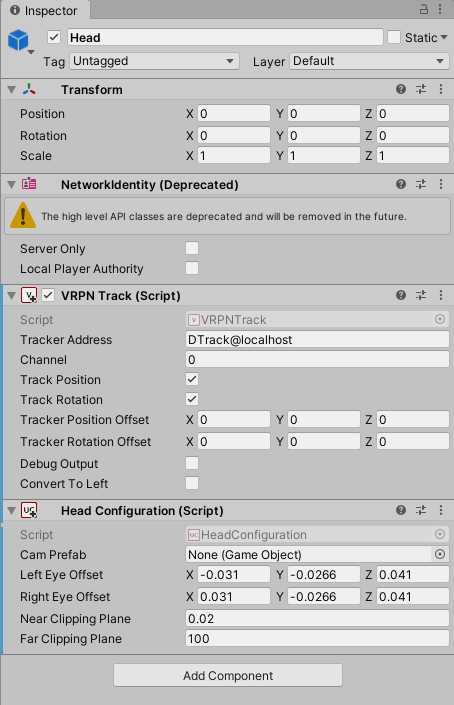 Inspector
Head Static
Tag Untagged Layer Default
Transform
Position X 0 Y 0 Z 0
Rotation X 0 Y 0 Z 0
Scale X 1 Y 1 Z 1
NetworkIdentity (Deprecated)
The high level API classes are deprecated and will be removed in the future.
Server Only
Local Player Authority
VRPN Track (Script)
Script VRPNTrack
Tracker Address DTrack@localhost
Channel 0
Track Position
Track Rotation
Tracker Position Offset X 0 Y 0 Z 0
Tracker Rotation Offset X 0 Y 0 Z 0
Debug Output
Convert To Left
Head Configuration (Script)
Script HeadConfiguration
Cam Prefab None (Game Object)
Left Eye Offset X -0.031 Y -0.0266 Z 0.041
Right Eye Offset X 0.031 Y -0.0266 Z 0.041
Near Clipping Plane 0.02
Far Clipping Plane 100
Add Component